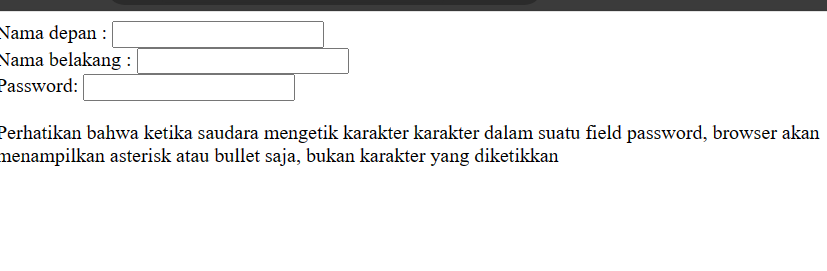 Nama depan :
Nama belakang :
Password:
Perhatikan bahwa ketika saudara mengetik karakter karakter dalam suatu field password, browser akan
menampilkan asterisk atau bullet saja, bukan karakter yang diketikkan